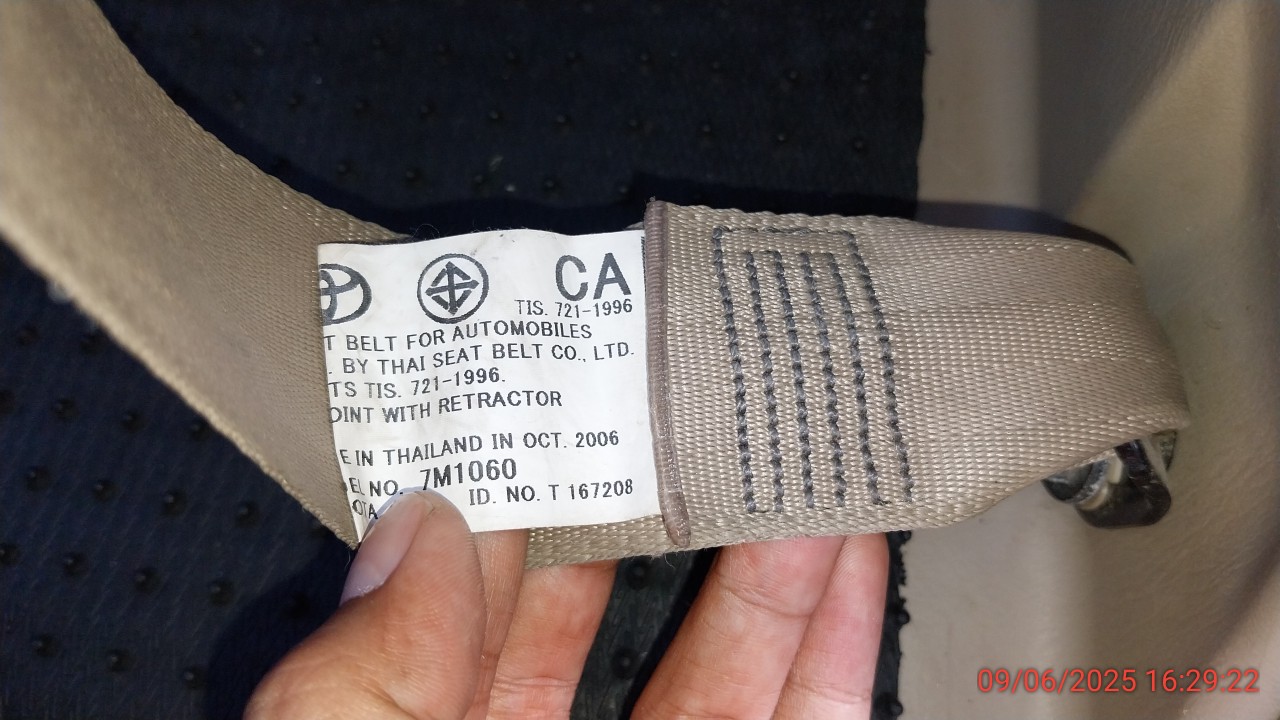 CA
TIS. 721-1996
T BELT FOR AUTOMOBILES
. BY THAI SEAT BELT CO., LTD.
TS TIS. 721-1996.
OINT WITH RETRACTOR
E IN THAILAND IN OCT. 2006
EL NO. 7M1060
OTA ID. NO. T 167208
09/06/2025 16:29:22